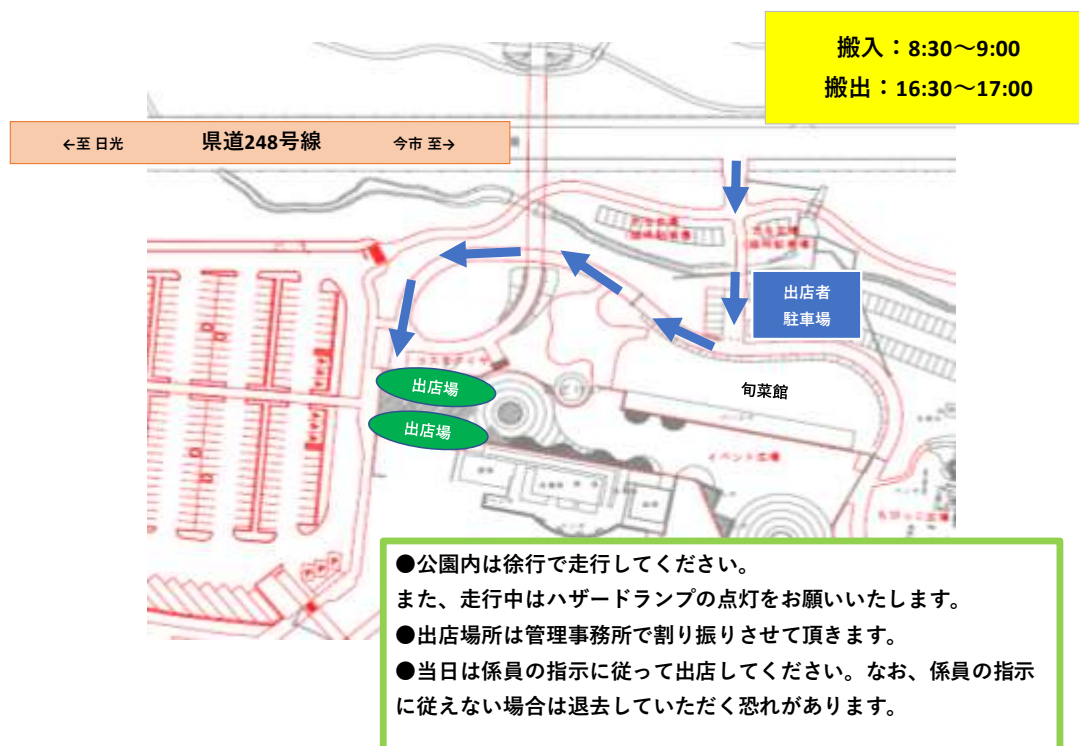 搬入：8:30～9:00
搬出：16:30～17:00
←至 日光 県道248号線 今市 至→
出店者
駐車場
出店場
出店場
旬菜館
イベント広場
●公園内は徐行で走行してください。
また、走行中はハザードランプの点灯をお願いいたします。
●出店場所は管理事務所で割り振りさせて頂きます。
●当日は係員の指示に従って出店してください。なお、係員の指示
に従えない場合は退去していただく恐れがあります。